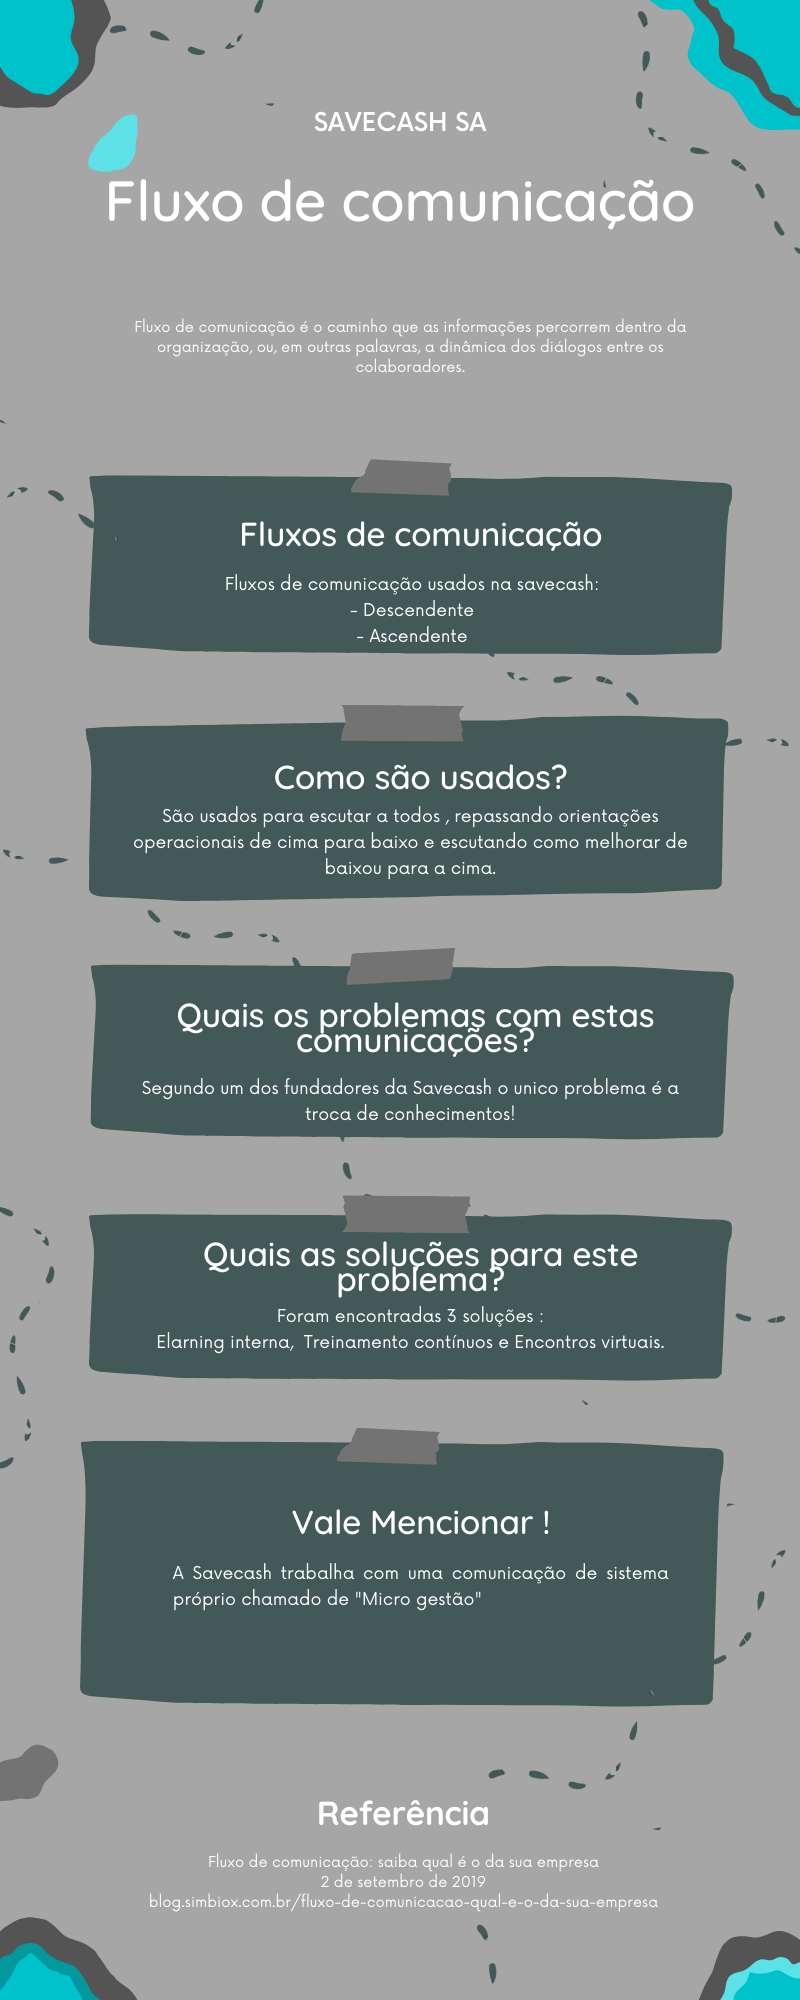 SAVECASH SA
Fluxo de comunicação
Fluxo de comunicação é o caminho que as informações percorrem dentro da
organização, ou, em outras palavras, a dinâmica dos diálogos entre os
colaboradores.
Fluxos de comunicação
Fluxos de comunicação usados na savecash:
- Descendente
- Ascendente
Como são usados?
São usados para escutar a todos , repassando orientações
operacionais de cima para baixo e escutando como melhorar de
baixou para a cima.
Quais os problemas com estas
comunicações?
Segundo um dos fundadores da Savecash o unico problema é a
troca de conhecimentos!
Quais as soluções para este
problema?
Foram encontradas 3 soluções :
Elarning interna, Treinamento contínuos e Encontros virtuais.
Vale Mencionar !
A Savecash trabalha com uma comunicação de sistema
próprio chamado de "Micro gestão"
Referência
Fluxo de comunicação: saiba qual é o da sua empresa
2 de setembro de 2019
blog.simbiox.com.br/fluxo-de-comunicacao-qual-e-o-da-sua-empresa